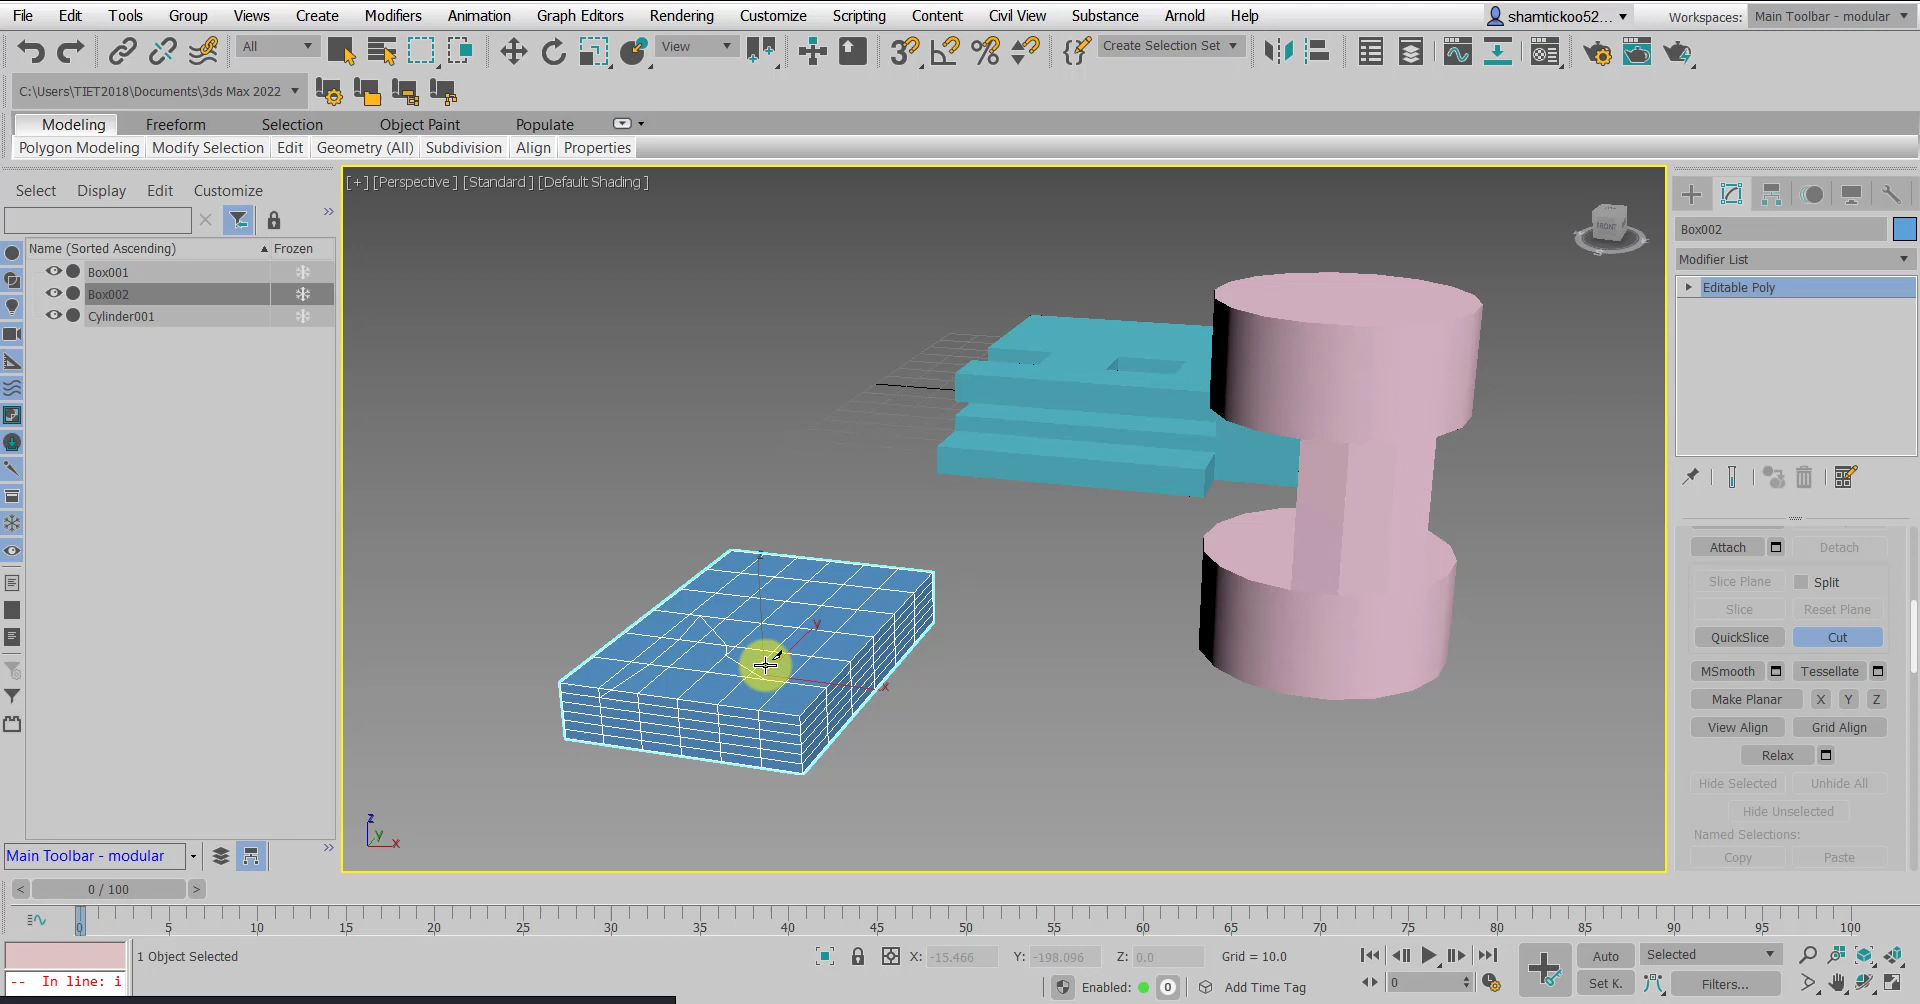 File Edit Tools Group Views Create Modifiers Animation Graph Editors Rendering Customize Scripting Content Civil View Substance Arnold Help shamtickoo52... Workspaces: Main Toolbar - modular
All View Create Selection Set
C:\Users\TIET2018\Documents\3ds Max 2022
Modeling Freeform Selection Object Paint Populate
Polygon Modeling Modify Selection Edit Geometry (All) Subdivision Align Properties
Select Display Edit Customize
[+] [Perspective] [Standard] [Default Shading]
Name (Sorted Ascending) Frozen
Box001
Box002
Cylinder001
FRONT
Box002
Modifier List
Editable Poly
Attach Detach
Slice Plane Split
Slice Reset Plane
QuickSlice Cut
MSmooth Tessellate
Make Planar X Y Z
View Align Grid Align
Relax
Hide Selected Unhide All
Hide Unselected
Named Selections:
Copy Paste
z
y
x
z
y
x
Main Toolbar - modular
< 0 / 100 >
0 5 10 15 20 25 30 35 40 45 50 55 60 65 70 75 80 85 90 95 100
1 Object Selected X: -15.466 Y: -198.096 Z: 0.0 Grid = 10.0 Auto Selected
-- In line: i Enabled: 0 Add Time Tag 0 Set K. Filters...